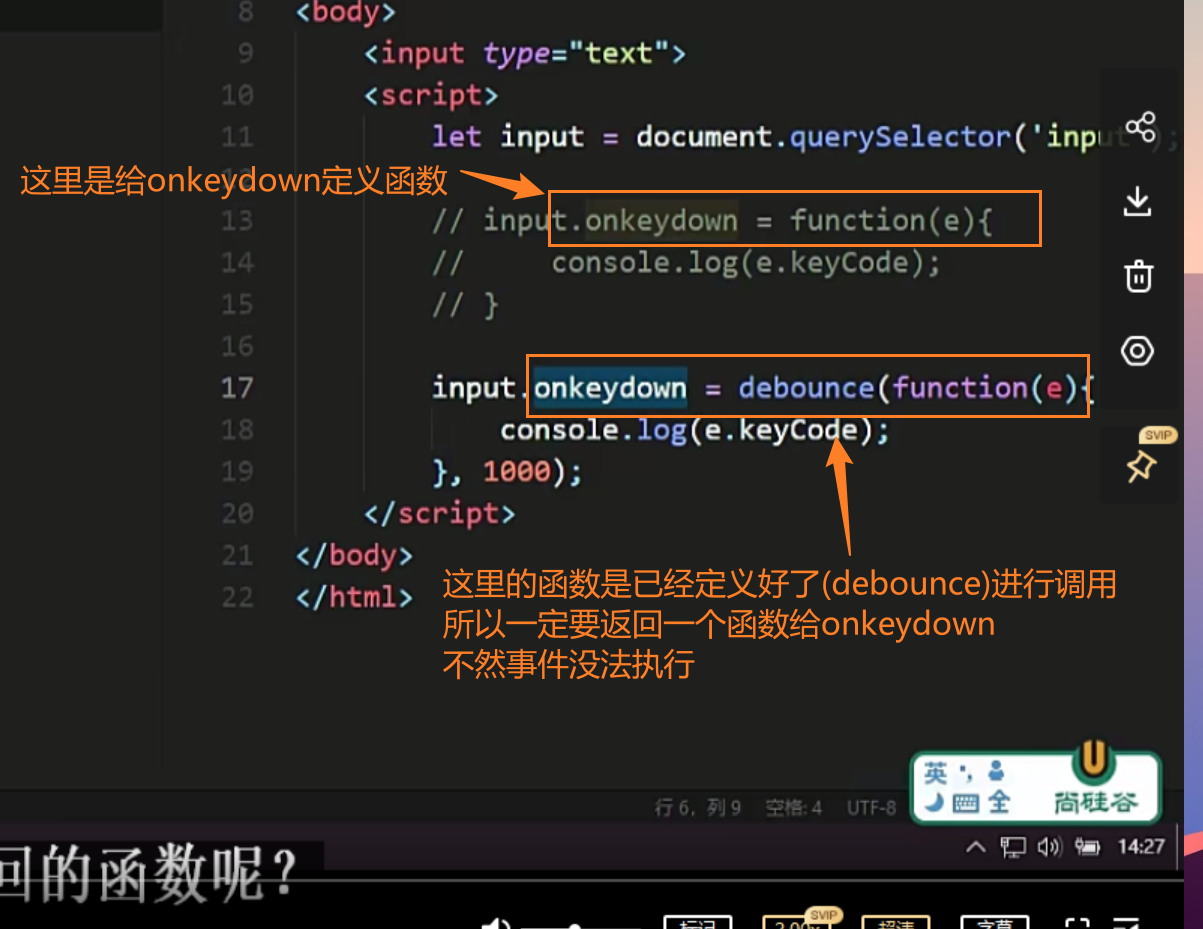 8 <body>
9 <input type="text">
10 <script>
11 let input = document.querySelector('input');
12
这里是给onkeydown定义函数
13 // input.onkeydown = function(e){
14 // console.log(e.keyCode);
15 // }
16
17 input.onkeydown = debounce(function(e){
18 console.log(e.keyCode);
19 }, 1000);
20 </script>
21 </body>
22 </html>
这里的函数是已经定义好了(debounce)进行调用
所以一定要返回一个函数给onkeydown
不然事件没法执行
SVIP
英 全
尚硅谷
行 6，列 9 空格: 4 UTF-8
14:27
回的函数呢？
SVIP
标记 2.00x 超清 字幕